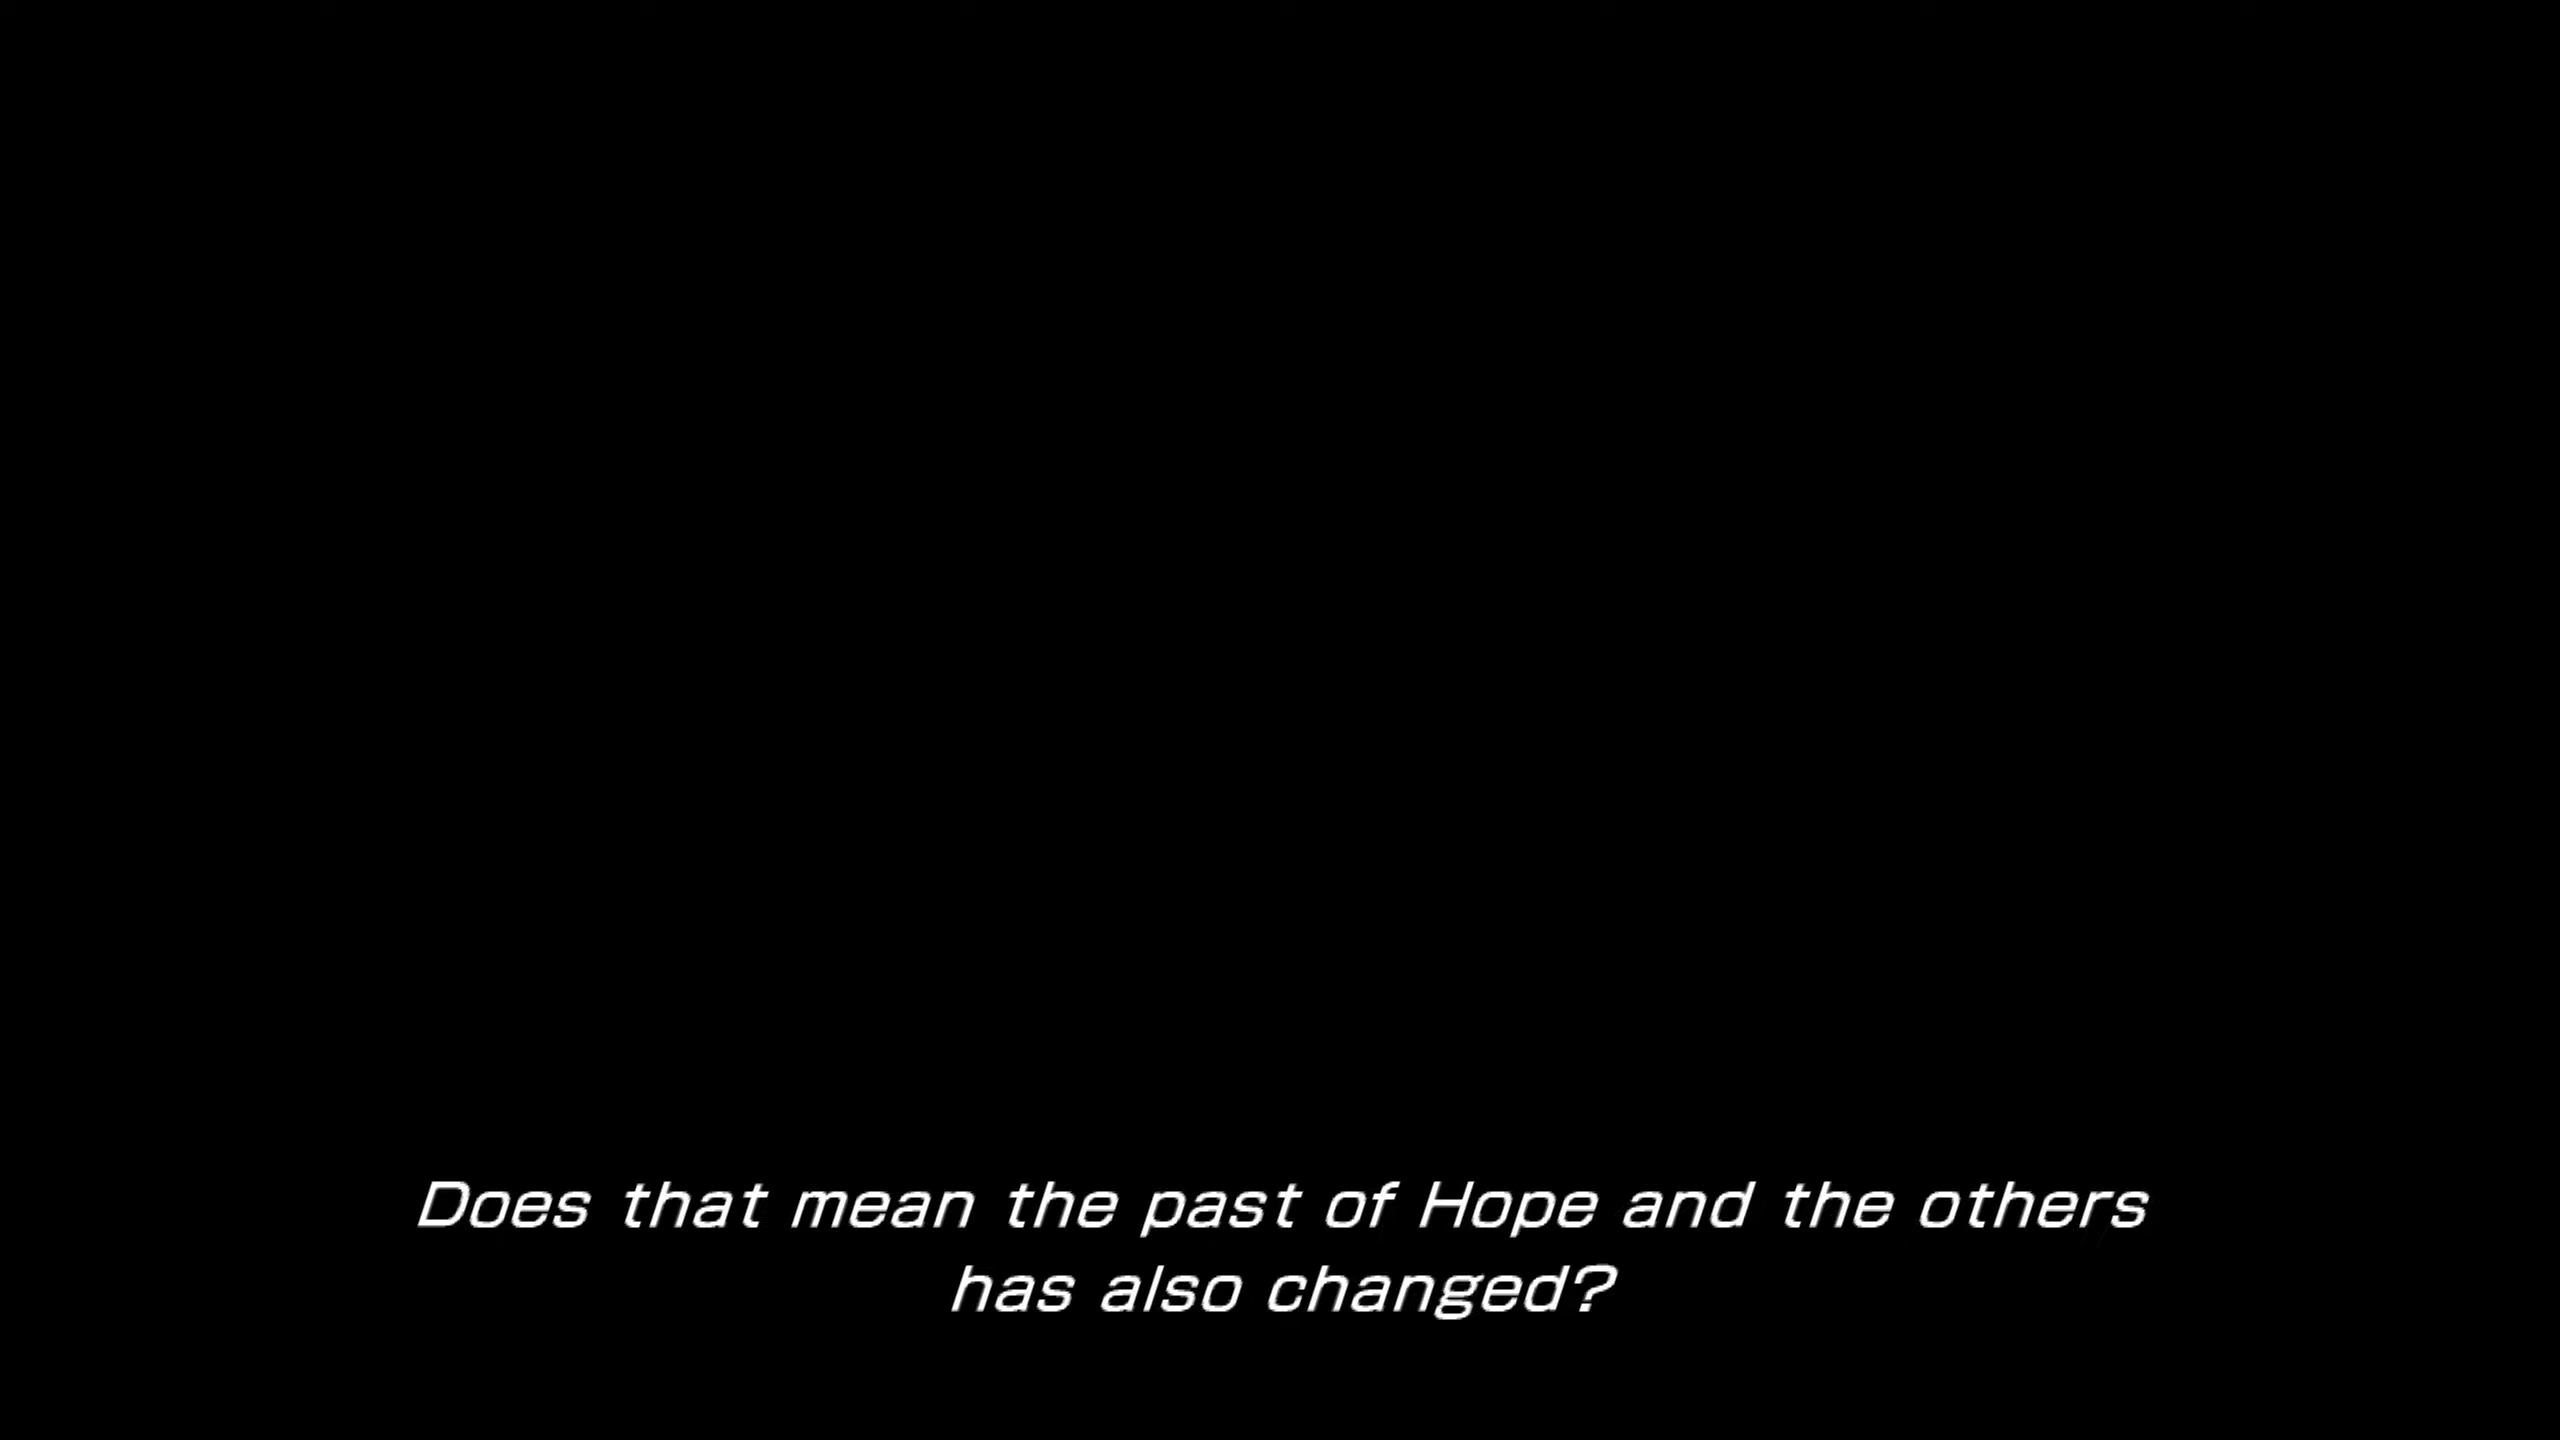 Does that mean the past of Hope and the others
has also changed?